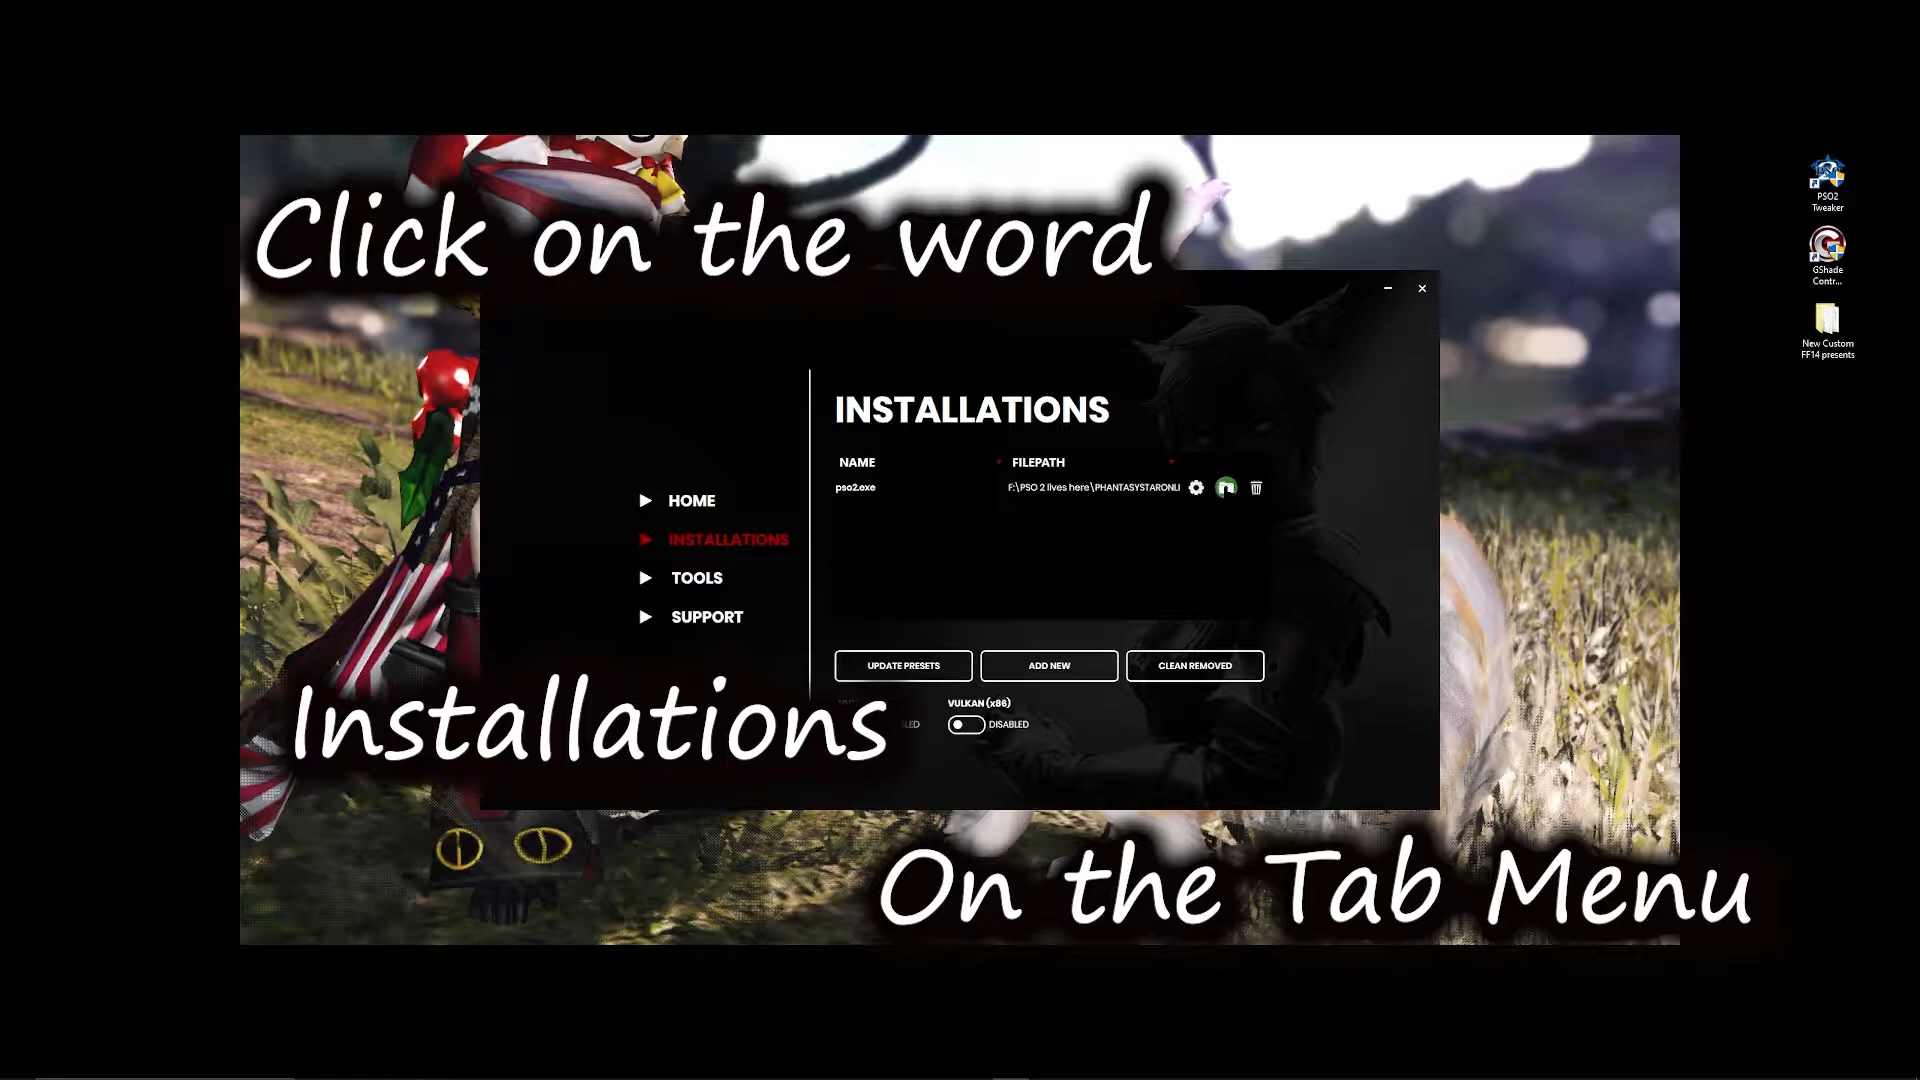 Click on the word
PSO2
Tweaker
GShade
Contr...
New Custom
FF14 presents
INSTALLATIONS
NAME
FILEPATH
pso2.exe
F:\PSO 2 lives here\PHANTASYSTARONLI
HOME
INSTALLATIONS
TOOLS
SUPPORT
UPDATE PRESETS
ADD NEW
CLEAN REMOVED
VULKAN (x86)
DISABLED
Installations
On the Tab Menu